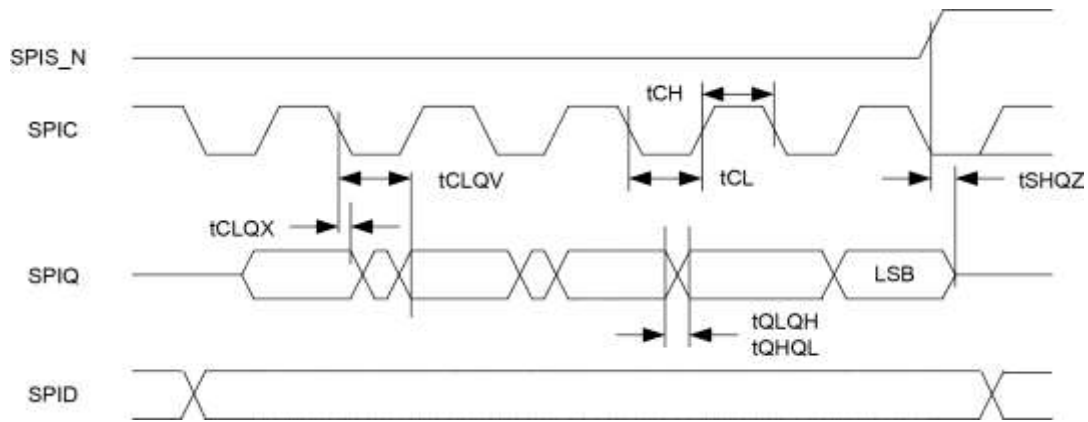 SPIS_N
tCH
SPIC
tCLQV
tCL
tSHQZ
tCLQX
SPIQ
LSB
tQLQH
tQHQL
SPID